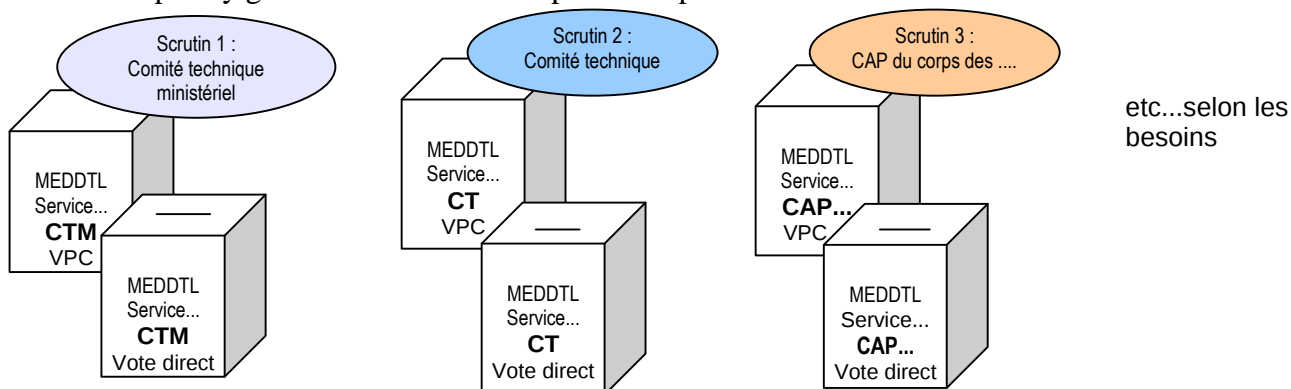 Scrutin 1 :
Comité technique
ministériel
MEDDTL
Service...
CTM
VPC
MEDDTL
Service...
CTM
Vote direct
Scrutin 2 :
Comité technique
MEDDTL
Service...
CT
VPC
MEDDTL
Service...
CT
Vote direct
Scrutin 3 :
CAP du corps des ....
MEDDTL
Service...
CAP...
VPC
MEDDTL
Service...
CAP...
Vote direct
etc...selon les
besoins